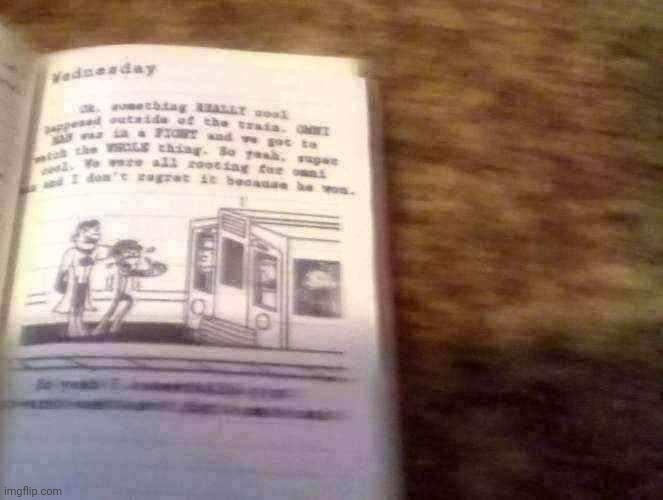 Wednesday
Ok, something REALLY cool
happened outside of the train. OMNI
MAN was in a FIGHT and we got to
watch the WHOLE thing. So yeah, super
cool. We were all rooting for omni
and I don't regret it because he won.
So yeah I
imgflip.com